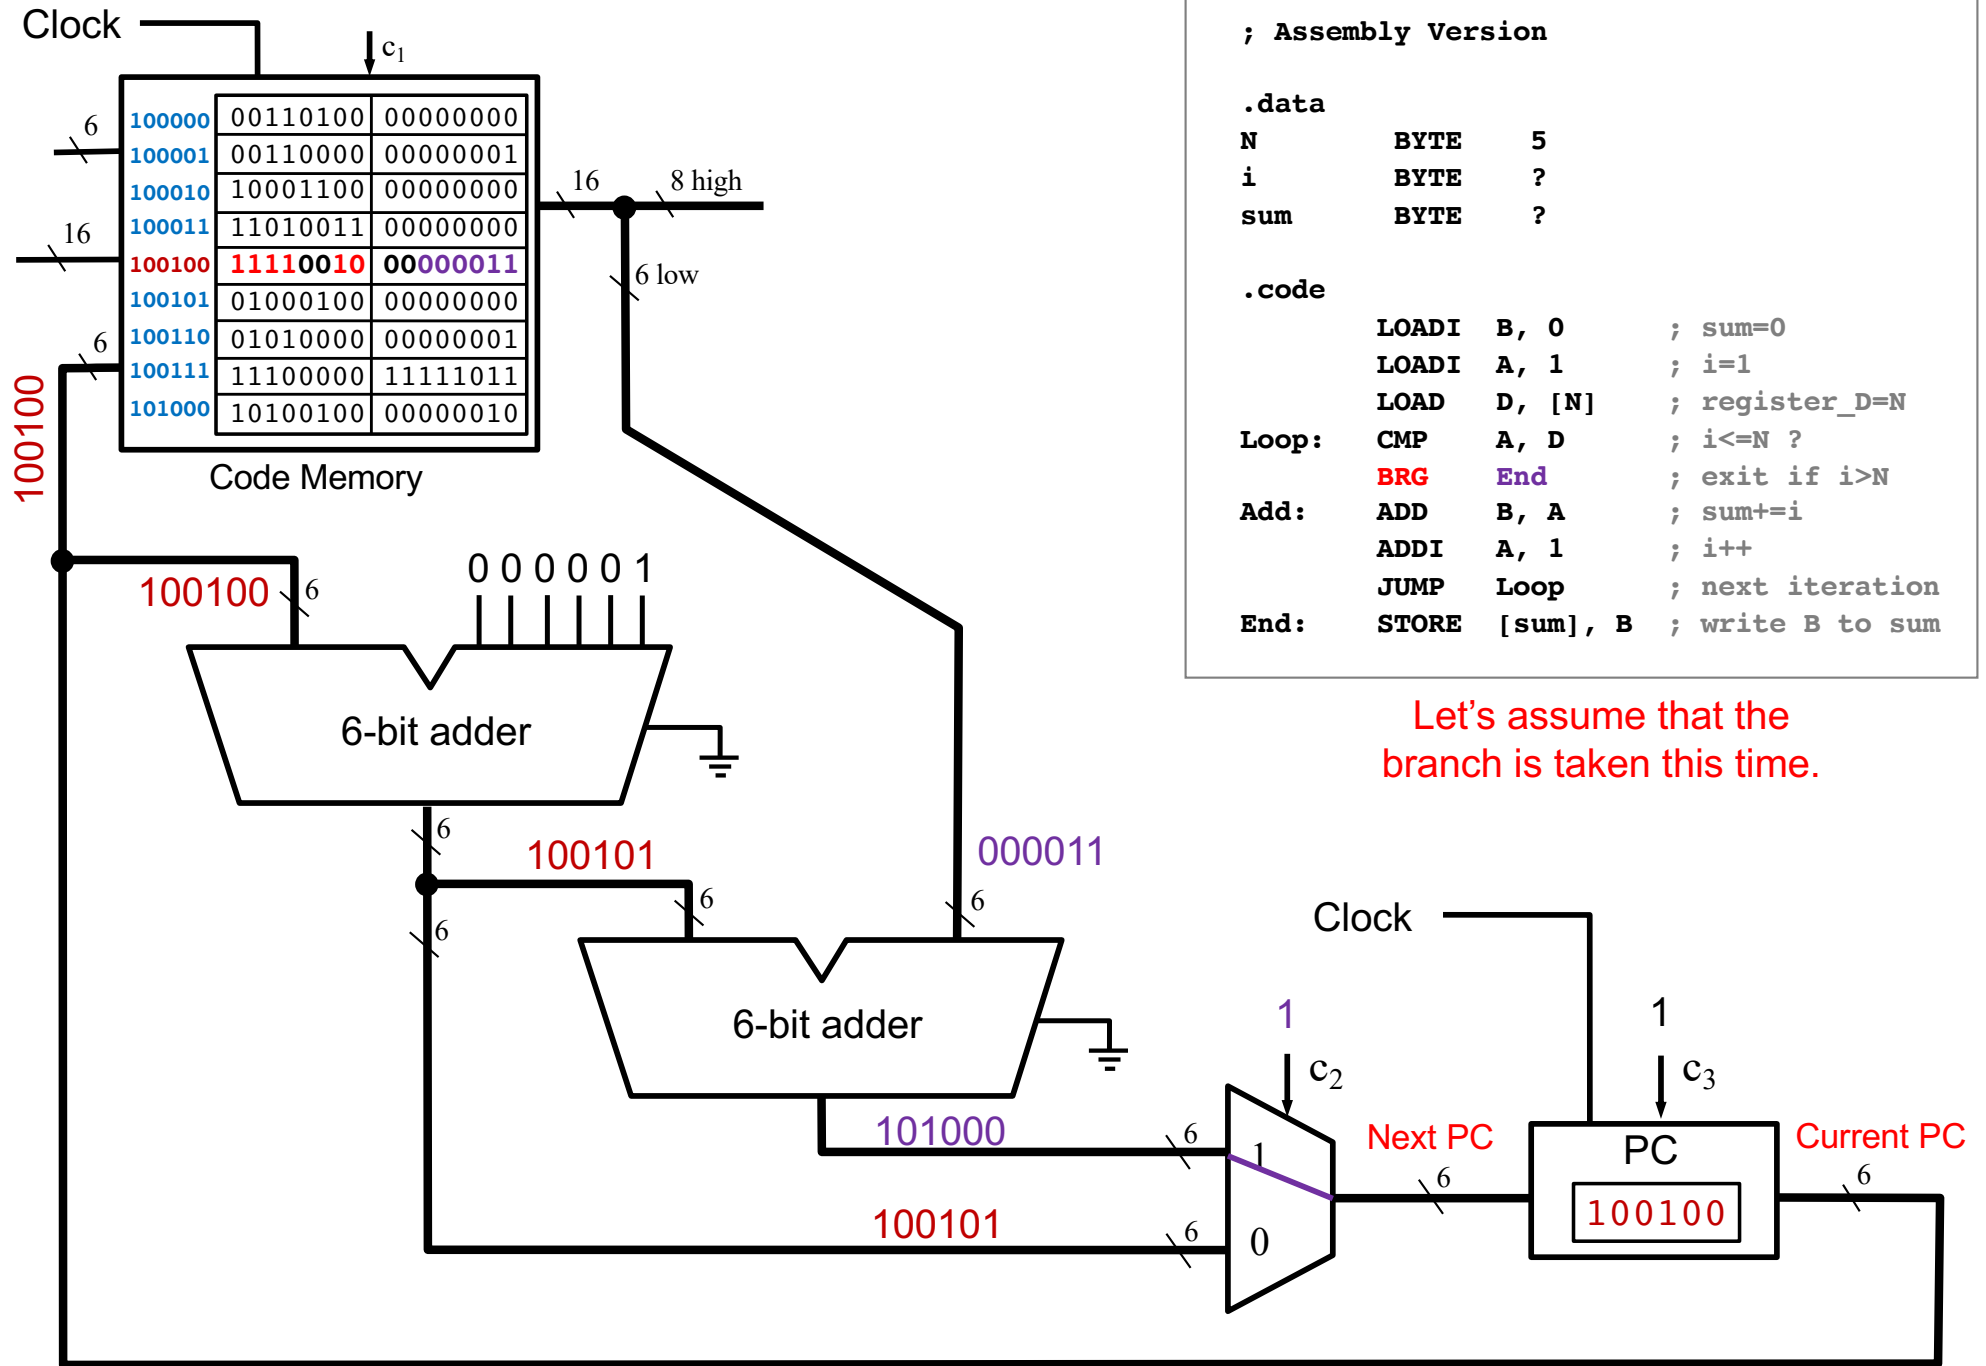 Clock
c1
6
16
6
100000 00110100 00000000
100001 00110000 00000001
100010 10001100 00000000
100011 11010011 00000000
100100 11110010 00000011
100101 01000100 00000000
100110 01010000 00000001
100111 11100000 11111011
101000 10100100 00000010
Code Memory
16
8 high
6 low
100100
; Assembly Version
.data
N BYTE 5
i BYTE ?
sum BYTE ?
.code
LOADI B, 0 ; sum=0
LOADI A, 1 ; i=1
LOAD D, [N] ; register_D=N
Loop: CMP A, D ; i<=N ?
BRG End ; exit if i>N
Add: ADD B, A ; sum+=i
ADDI A, 1 ; i++
JUMP Loop ; next iteration
End: STORE [sum], B ; write B to sum
Let's assume that the
branch is taken this time.
100100
6
0 0 0 0 0 1
6-bit adder
6
100101
6
6
000011
6
6-bit adder
101000
6
100101
6
1
c2
1
0
Next PC
6
Clock
1
c3
PC
100100
Current PC
6